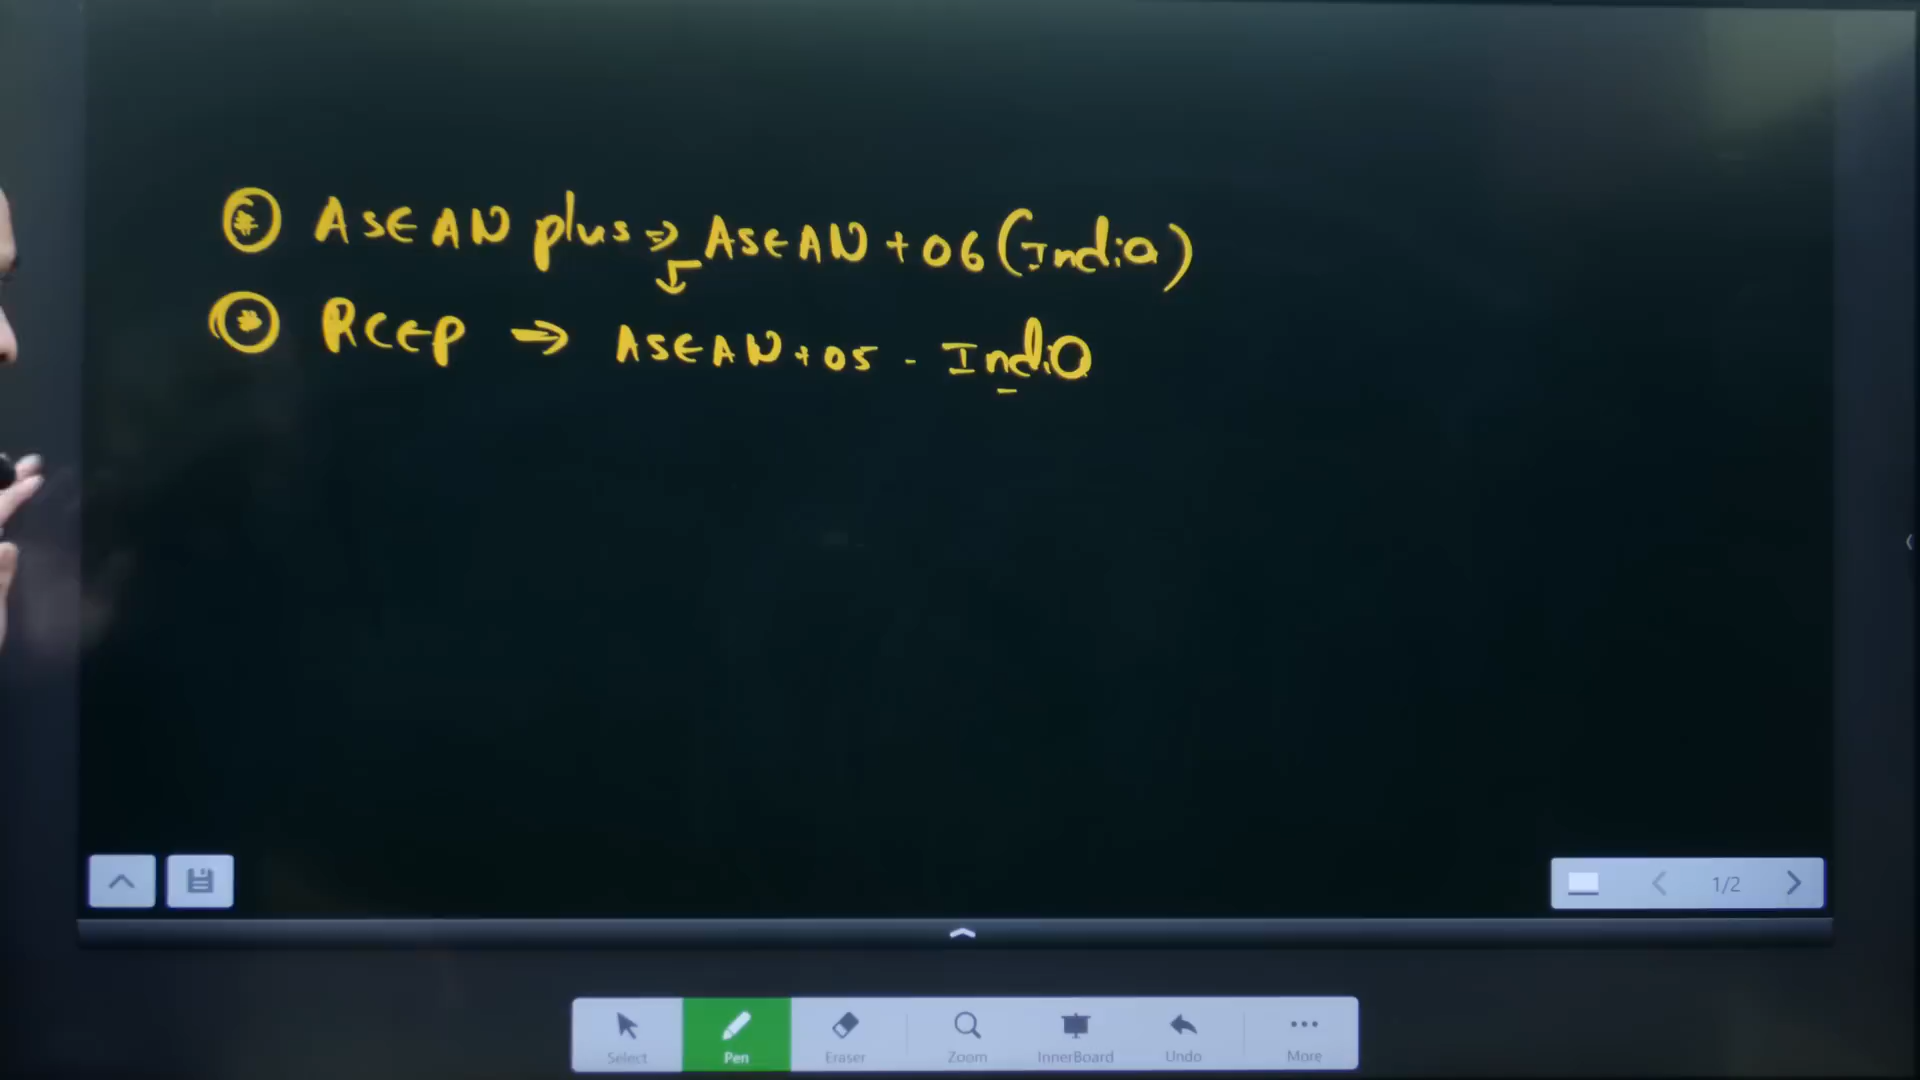 ASEAN plus => ASEAN + 06 (India)
RCEP → ASEAN + 05 - India
1/2
Select
Pen
Eraser
Zoom
InnerBoard
Undo
More